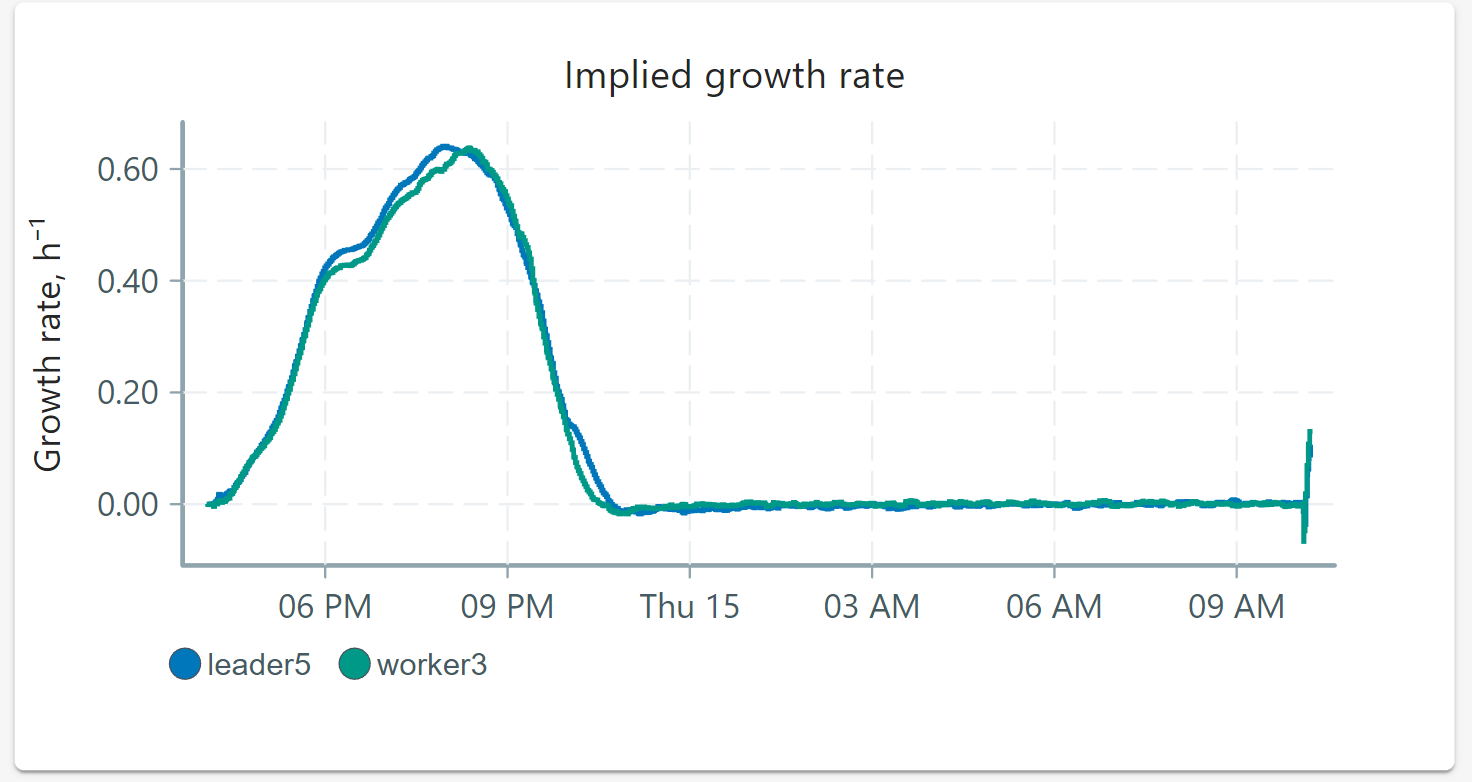 Implied growth rate
Growth rate, h⁻¹
0.60
0.40
0.20
0.00
06 PM 09 PM Thu 15 03 AM 06 AM 09 AM
leader5 worker3